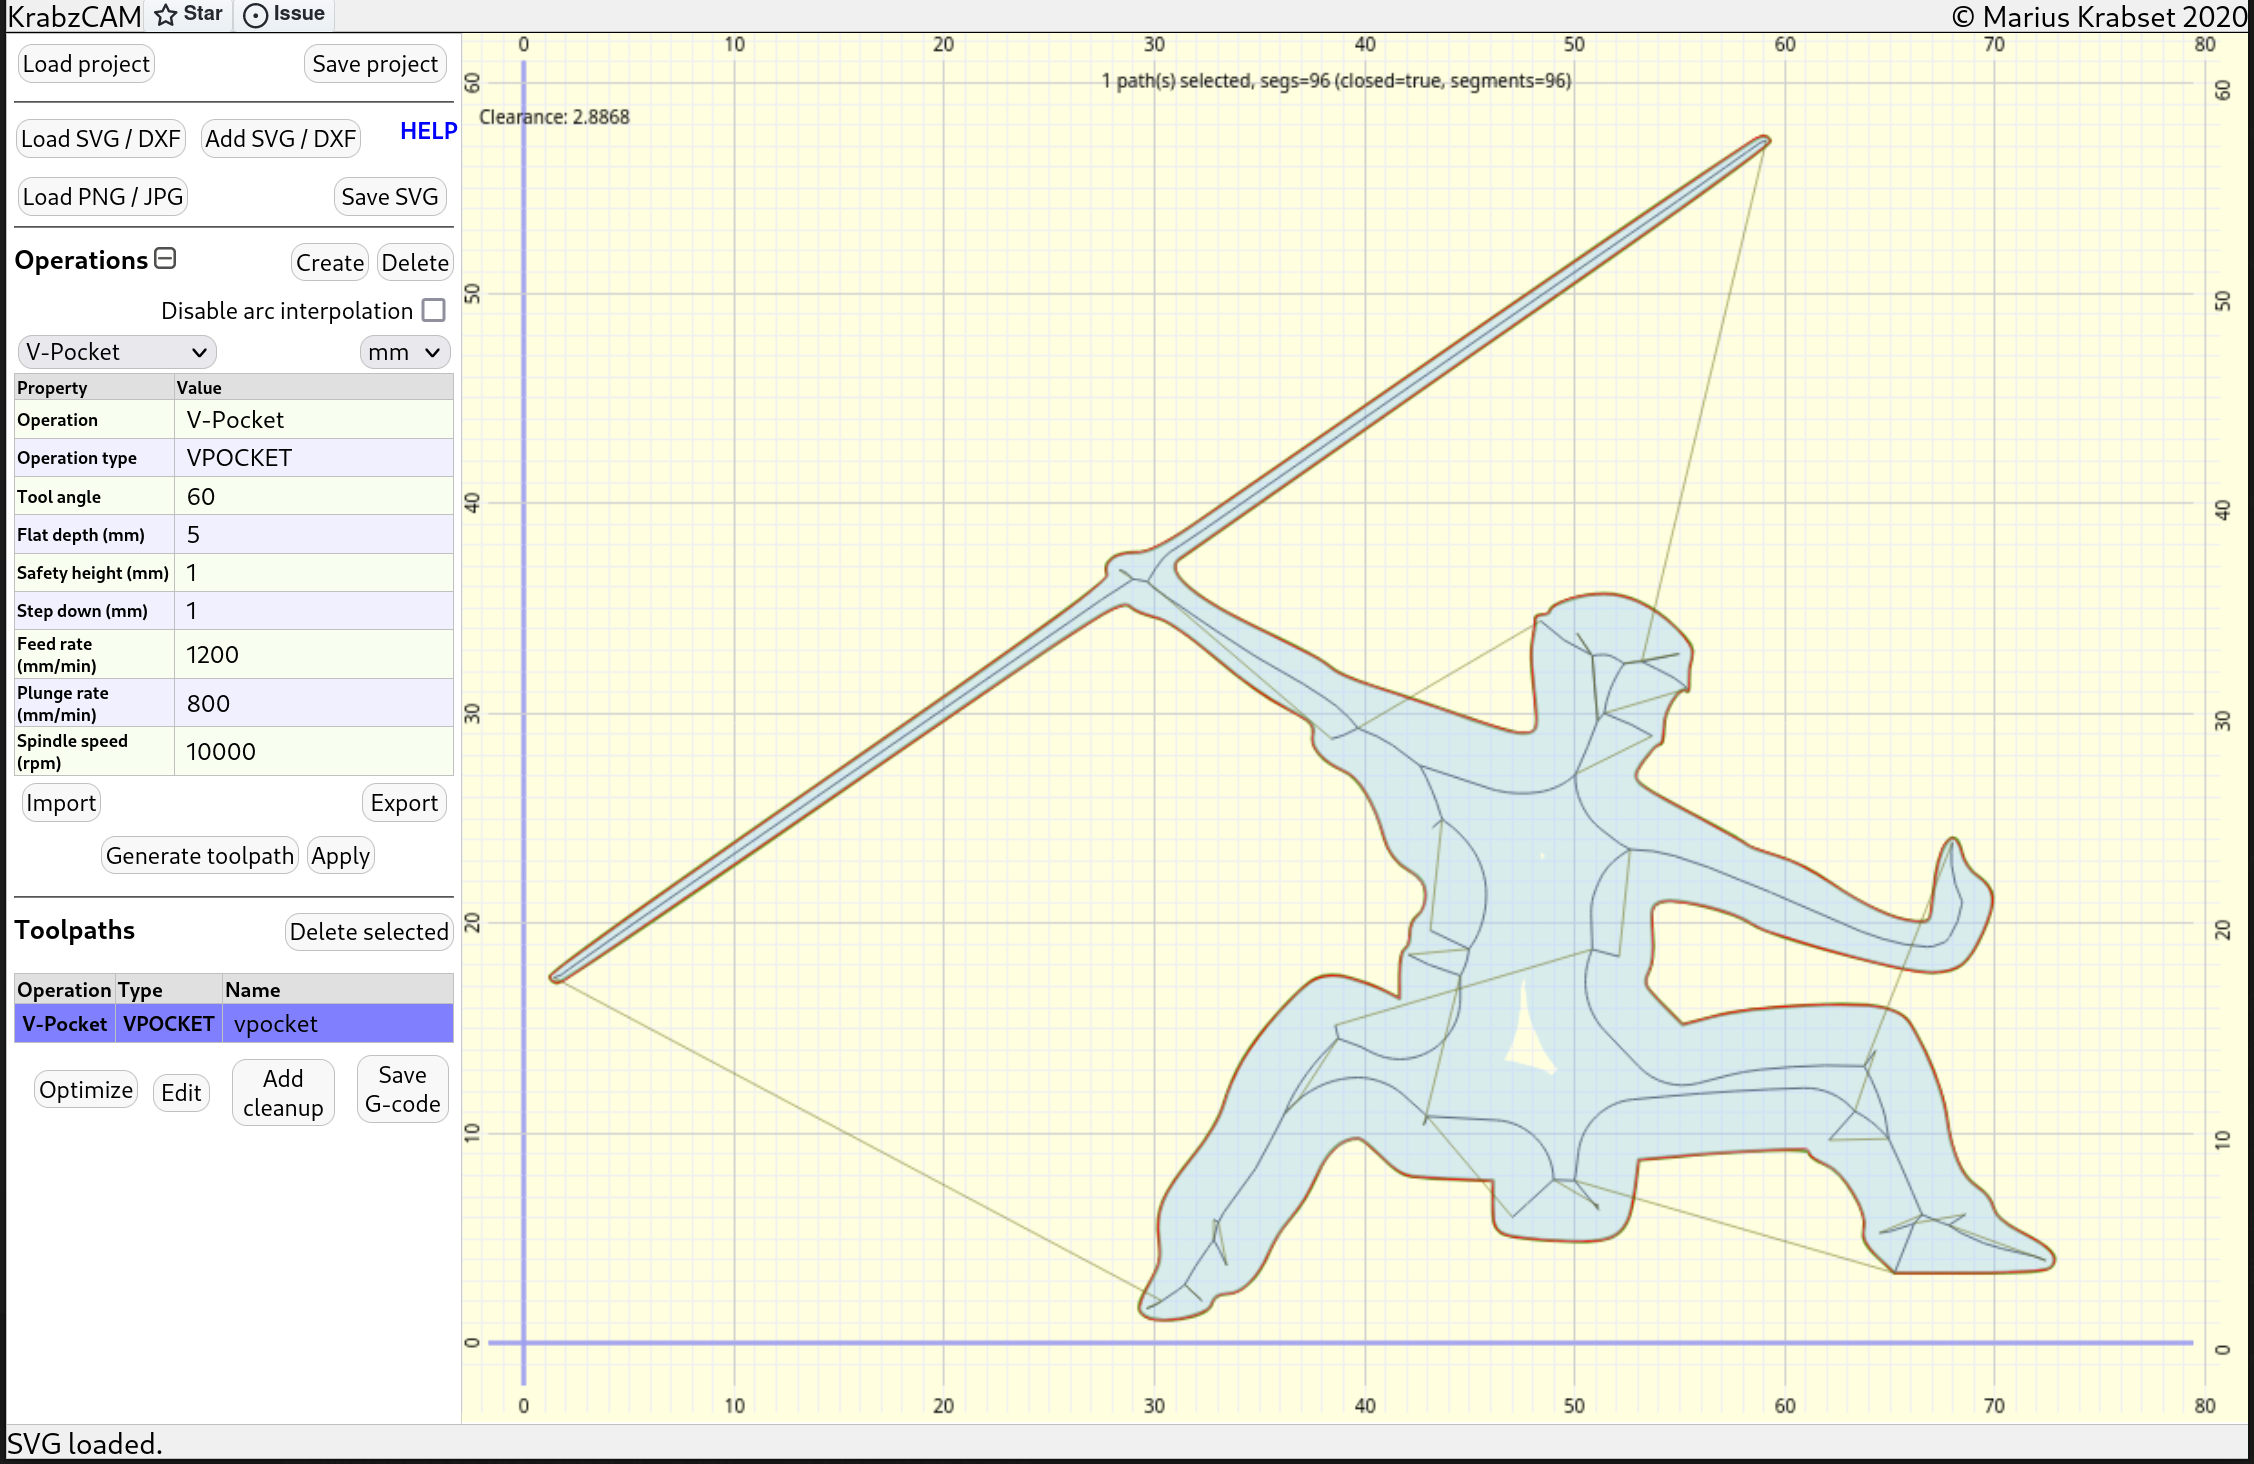 KrabzCAM Star Issue © Marius Krabset 2020
Load project Save project
Load SVG / DXF Add SVG / DXF HELP
Load PNG / JPG Save SVG
Operations Create Delete
Disable arc interpolation
V-Pocket mm
Property Value
Operation V-Pocket
Operation type VPOCKET
Tool angle 60
Flat depth (mm) 5
Safety height (mm) 1
Step down (mm) 1
Feed rate (mm/min) 1200
Plunge rate (mm/min) 800
Spindle speed (rpm) 10000
Import Export
Generate toolpath Apply
Toolpaths Delete selected
Operation Type Name
V-Pocket VPOCKET vpocket
Optimize Edit Add cleanup Save G-code
0 10 20 30 40 50 60 70 80
1 path(s) selected, segs=96 (closed=true, segments=96)
Clearance: 2.8868
60 60
50 50
40 40
30 30
20 20
10 10
0 0
0 10 20 30 40 50 60 70 80
SVG loaded.